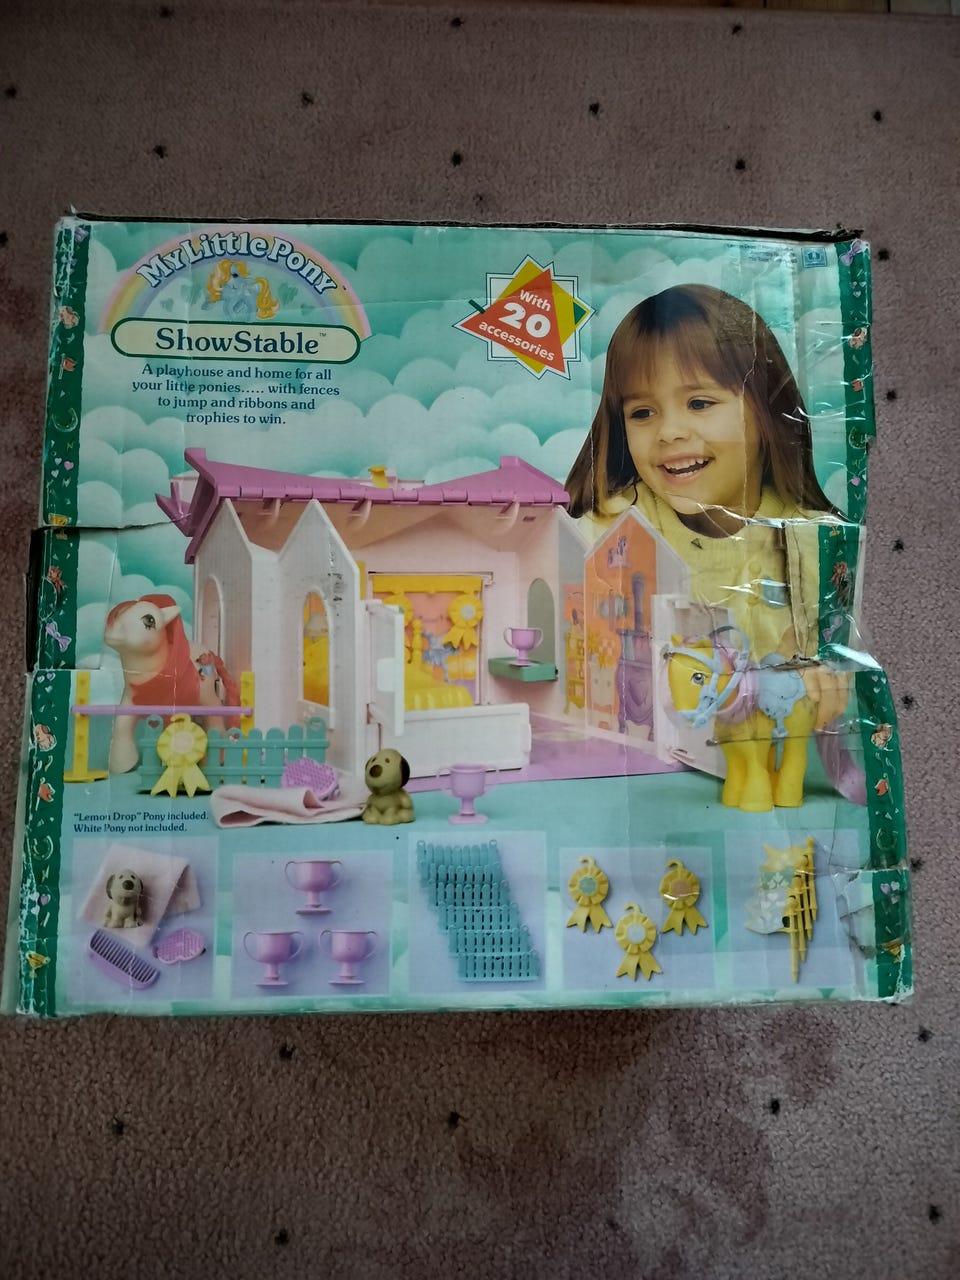 My Little Pony
ShowStable™
A playhouse and home for all
your little ponies..... with fences
to jump and ribbons and
trophies to win.
With
20
accessories
"Lemon Drop" Pony included.
White Pony not included.